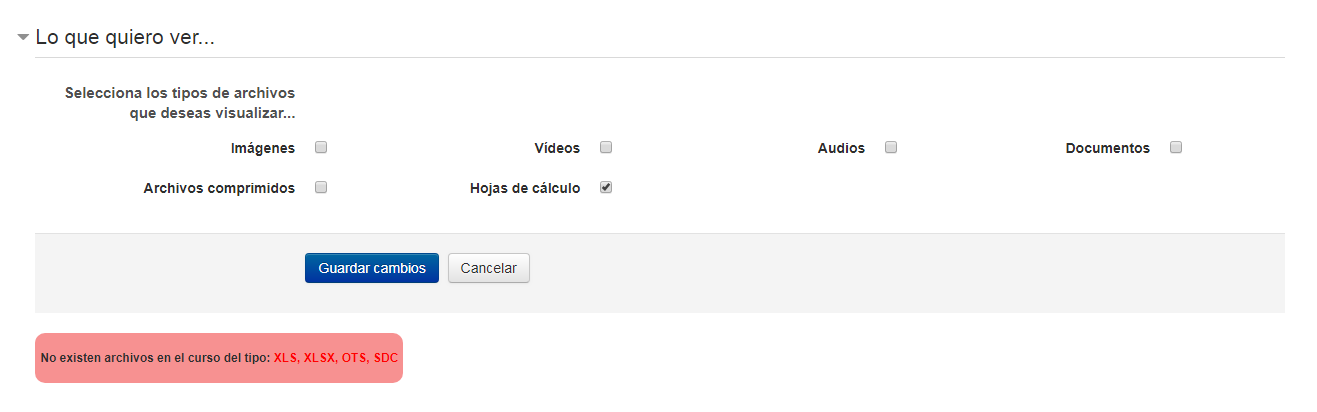 Lo que quiero ver...
Selecciona los tipos de archivos
que deseas visualizar...
Imágenes Vídeos Audios Documentos
Archivos comprimidos Hojas de cálculo
Guardar cambios Cancelar
No existen archivos en el curso del tipo: XLS, XLSX, OTS, SDC